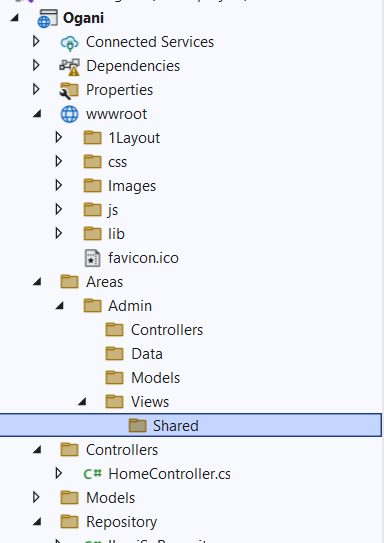 Ogani
Connected Services
Dependencies
Properties
wwwroot
1Layout
css
Images
js
lib
favicon.ico
Areas
Admin
Controllers
Data
Models
Views
Shared
Controllers
C# HomeController.cs
Models
Repository